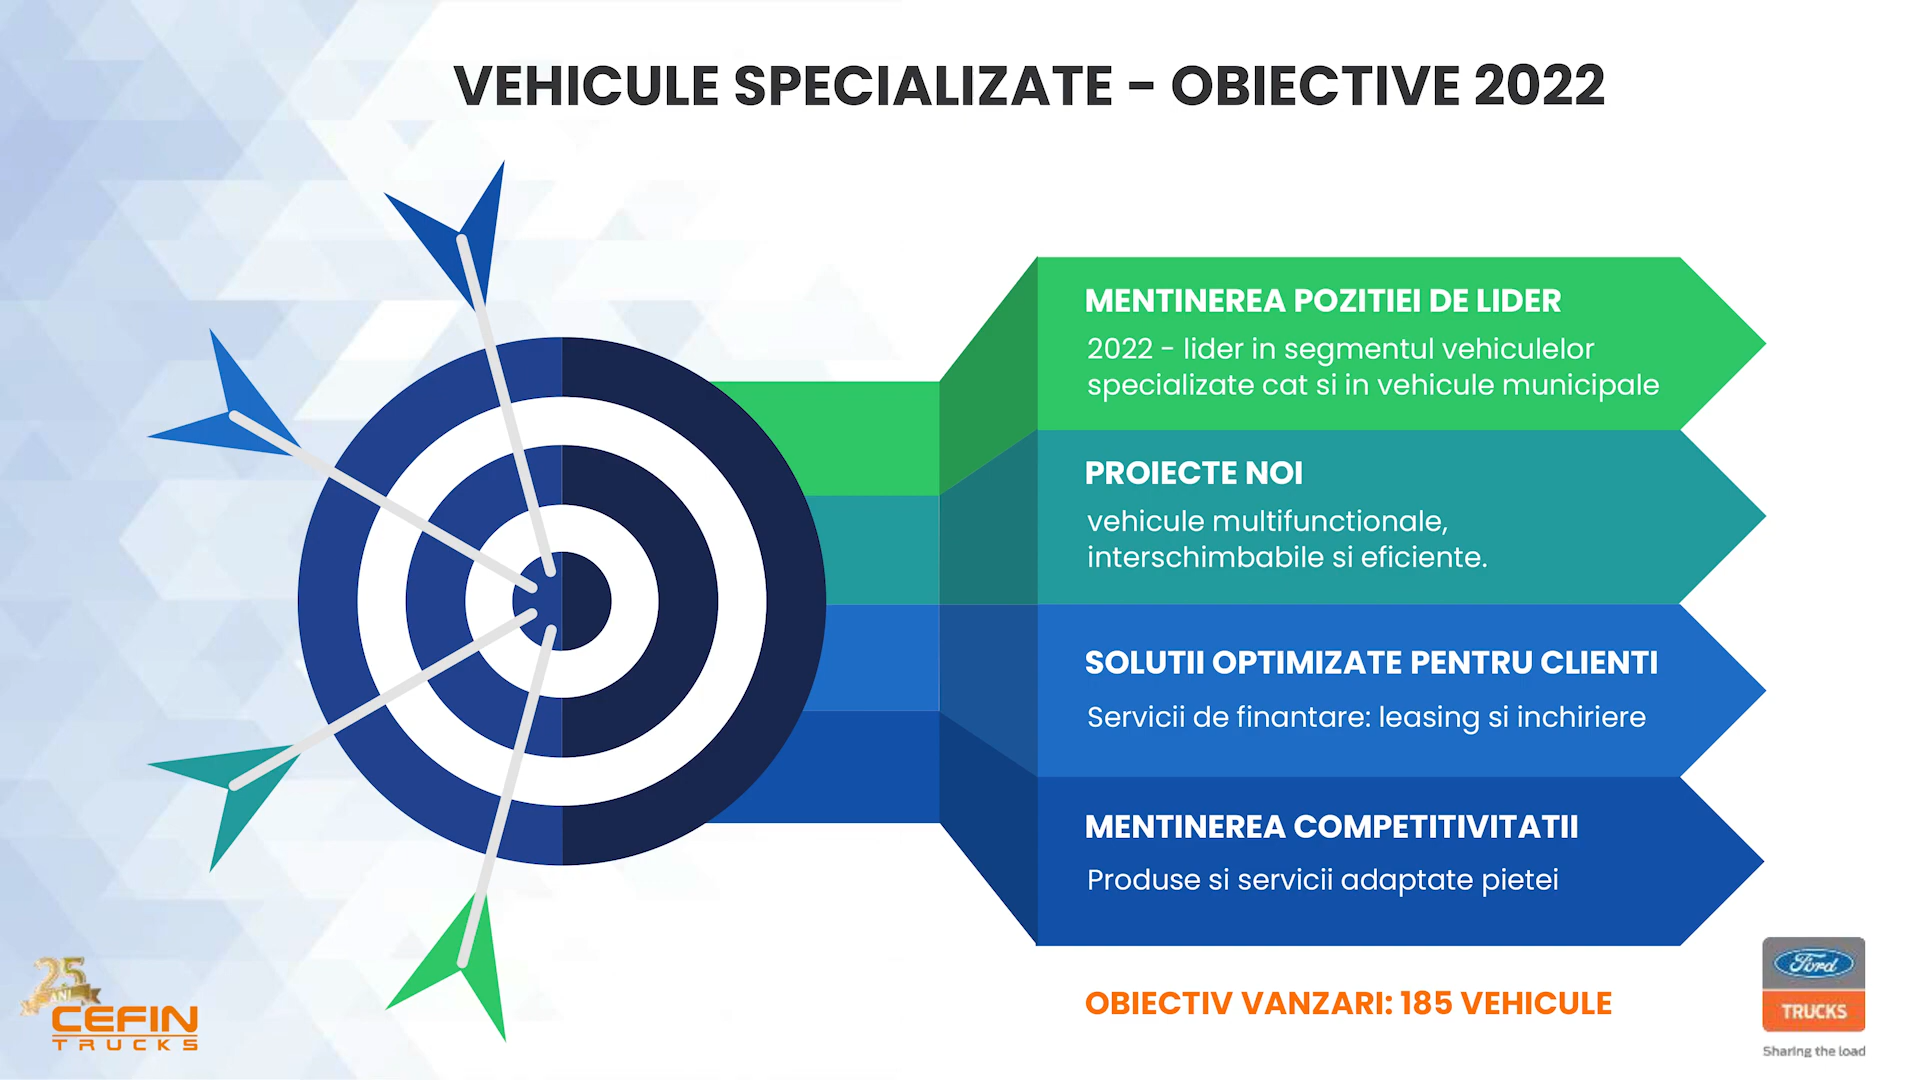 VEHICULE SPECIALIZATE - OBIECTIVE 2022
MENTINEREA POZITIEI DE LIDER
2022 - lider in segmentul vehiculelor
specializate cat si in vehicule municipale
PROIECTE NOI
vehicule multifunctionale,
interschimbabile si eficiente.
SOLUTII OPTIMIZATE PENTRU CLIENTI
Servicii de finantare: leasing si inchiriere
MENTINEREA COMPETITIVITATII
Produse si servicii adaptate pietei
OBIECTIV VANZARI: 185 VEHICULE
25
ANI
CEFIN
TRUCKS
Ford
TRUCKS
Sharing the load